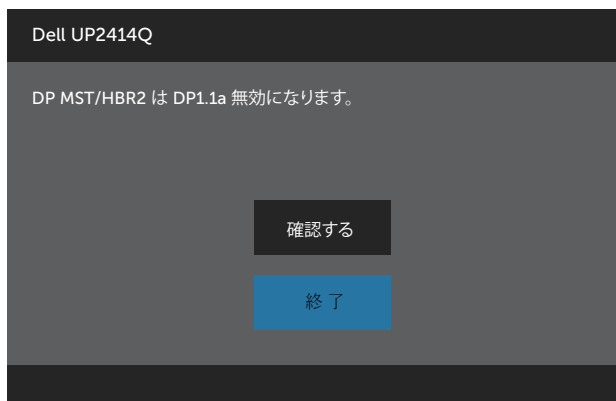 Dell UP2414Q
DP MST/HBR2 は DP1.1a 無効になります。
確認する
終 了